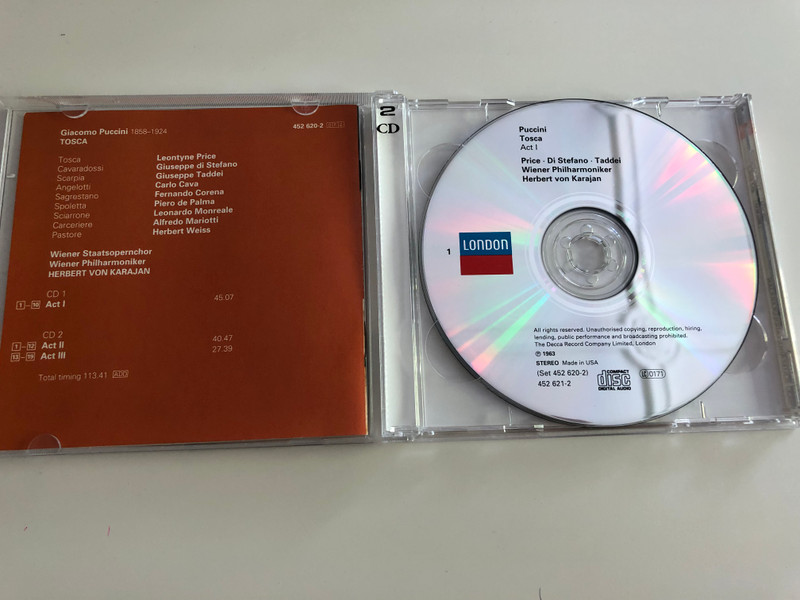 Giacomo Puccini 1858–1924 452 620-2
TOSCA
Tosca Leontyne Price
Cavaradossi Giuseppe di Stefano
Scarpia Giuseppe Taddei
Angelotti Carlo Cava
Sagrestano Fernando Corena
Spoletta Piero de Palma
Sciarrone Leonardo Monreale
Carceriere Alfredo Mariotti
Pastore Herbert Weiss
Wiener Staatsopernchor
Wiener Philharmoniker
HERBERT VON KARAJAN
CD 1
1–10 Act I 45.07
CD 2
1–12 Act II 40.47
13–19 Act III 27.39
Total timing 113.41 ADD
2
CD
Puccini
Tosca
Act I
Price · Di Stefano · Taddei
Wiener Philharmoniker
Herbert von Karajan
1 LONDON
All rights reserved. Unauthorised copying, reproduction, hiring,
lending, public performance and broadcasting prohibited.
The Decca Record Company Limited, London
℗ 1963
STEREO Made in USA
(Set 452 620-2)
452 621-2
COMPACT
disc
DIGITAL AUDIO
0171